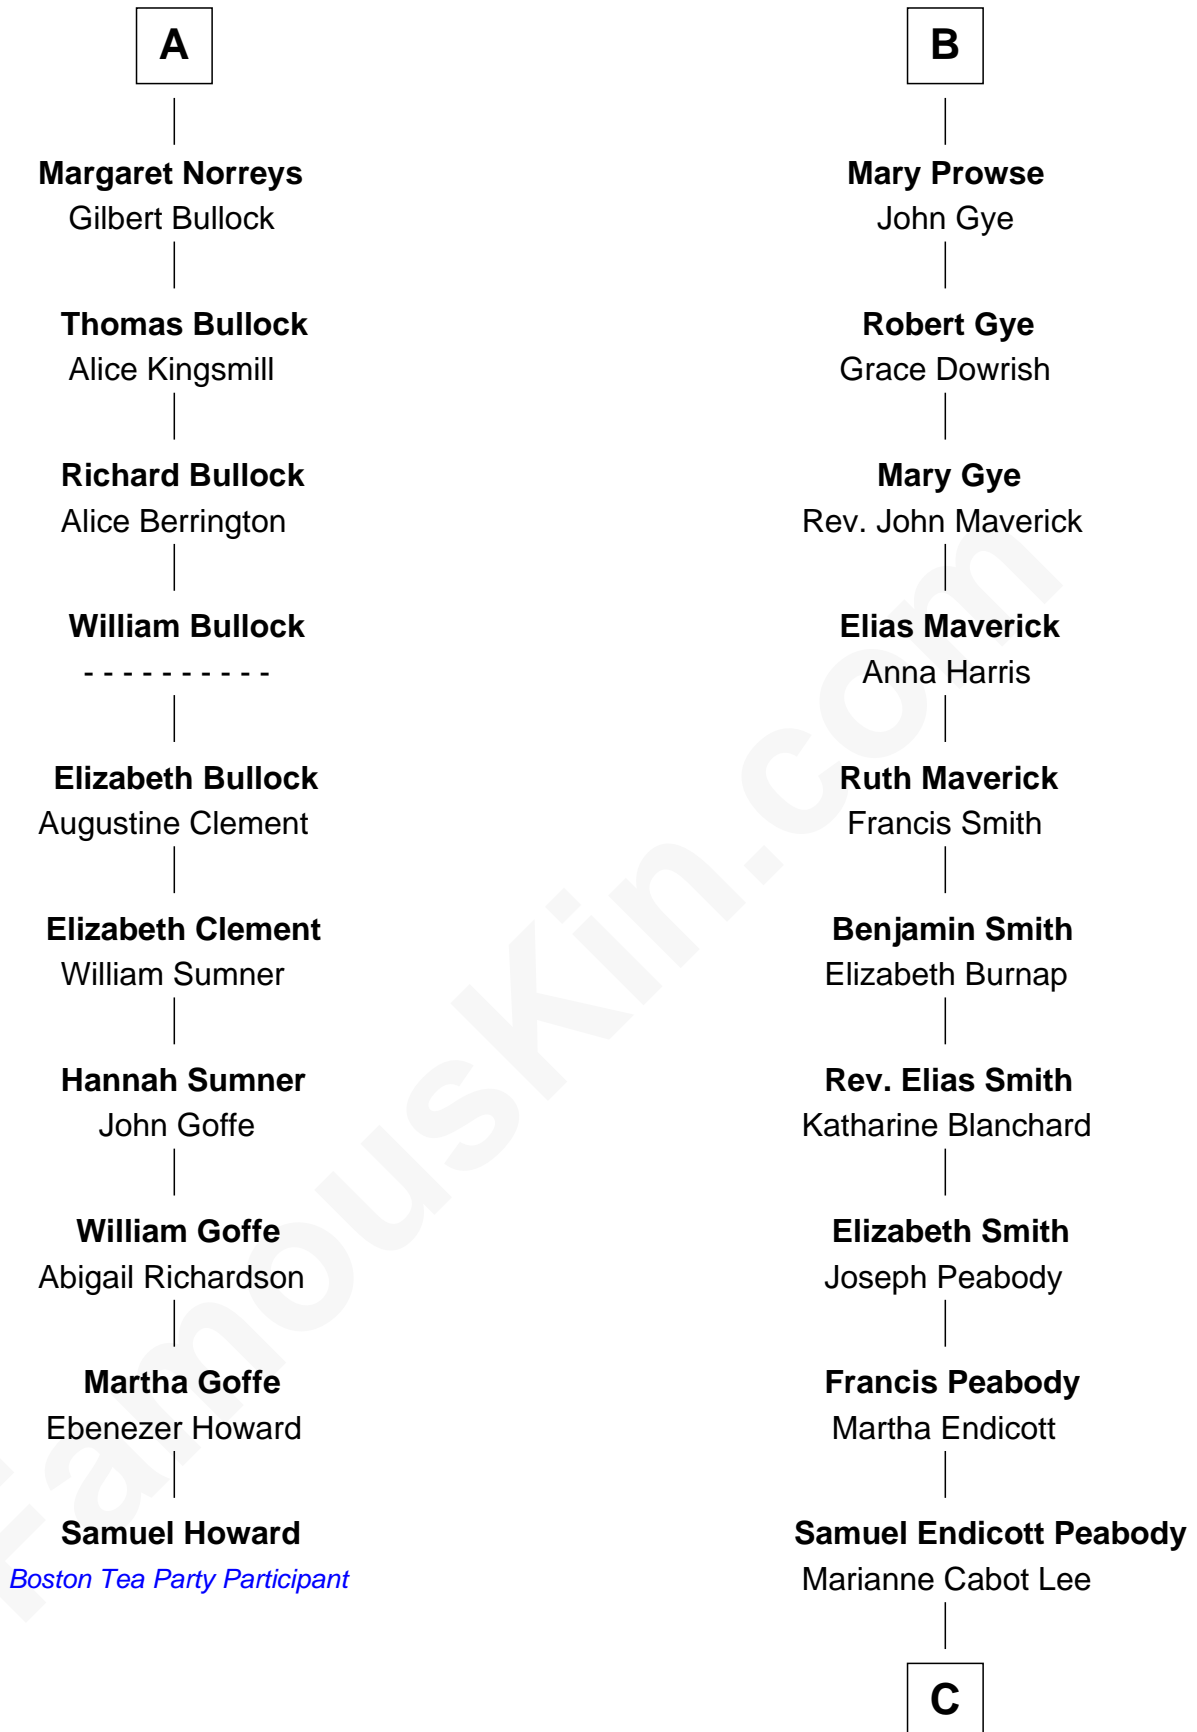 A
Margaret Norreys
Gilbert Bullock
Thomas Bullock
Alice Kingsmill
Richard Bullock
Alice Berrington
William Bullock
- - - - - - - - - -
Elizabeth Bullock
Augustine Clement
Elizabeth Clement
William Sumner
Hannah Sumner
John Goffe
William Goffe
Abigail Richardson
Martha Goffe
Ebenezer Howard
Samuel Howard
Boston Tea Party Participant
B
Mary Prowse
John Gye
Robert Gye
Grace Dowrish
Mary Gye
Rev. John Maverick
Elias Maverick
Anna Harris
Ruth Maverick
Francis Smith
Benjamin Smith
Elizabeth Burnap
Rev. Elias Smith
Katharine Blanchard
Elizabeth Smith
Joseph Peabody
Francis Peabody
Martha Endicott
Samuel Endicott Peabody
Marianne Cabot Lee
C
FamousKin.com